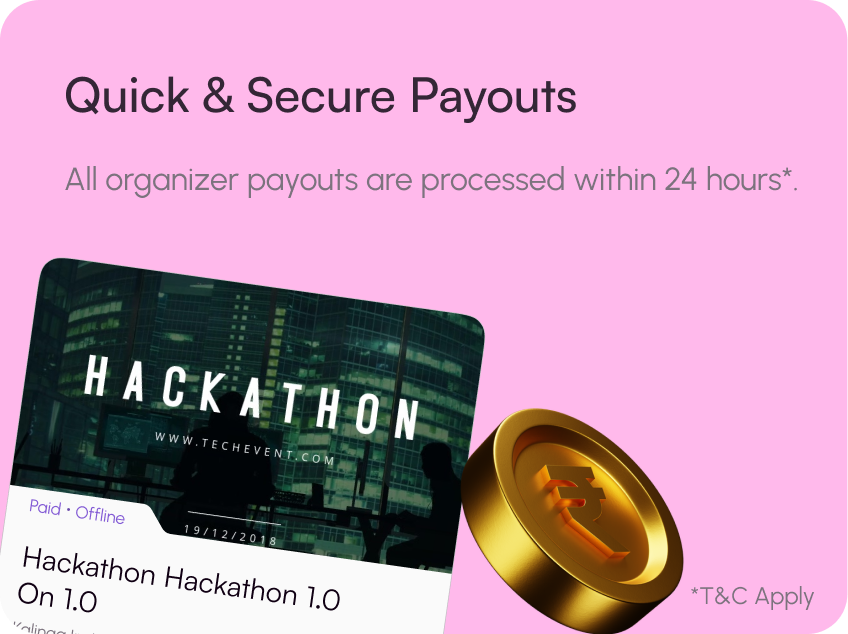 Quick & Secure Payouts
All organizer payouts are processed within 24 hours*.
HACKATHON
WWW.TECHEVENT.COM
19/12/2018
Paid • Offline
Hackathon Hackathon 1.0
On 1.0
₹
*T&C Apply